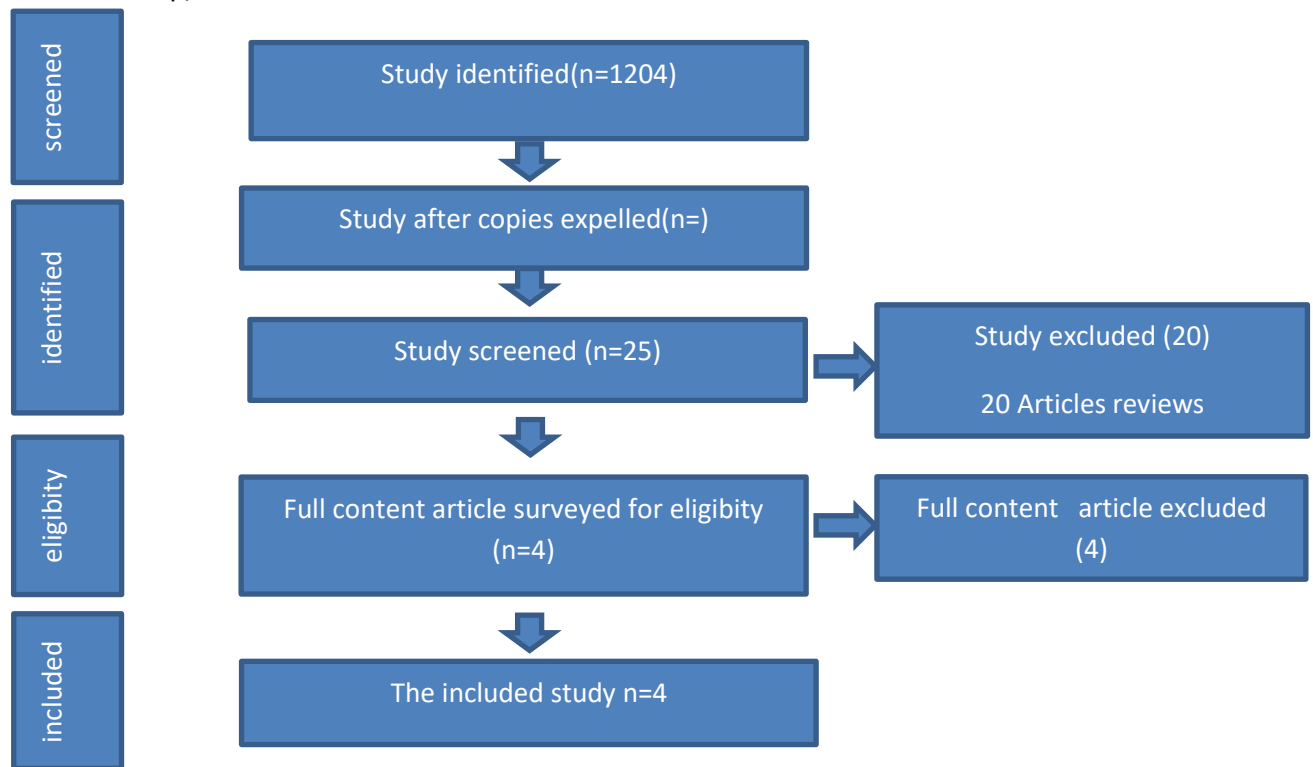 screened
Study identified(n=1204)
Study after copies expelled(n=)
identified
Study screened (n=25)
Study excluded (20)
20 Articles reviews
eligibity
Full content article surveyed for eligibity
(n=4)
Full content article excluded
(4)
included
The included study n=4